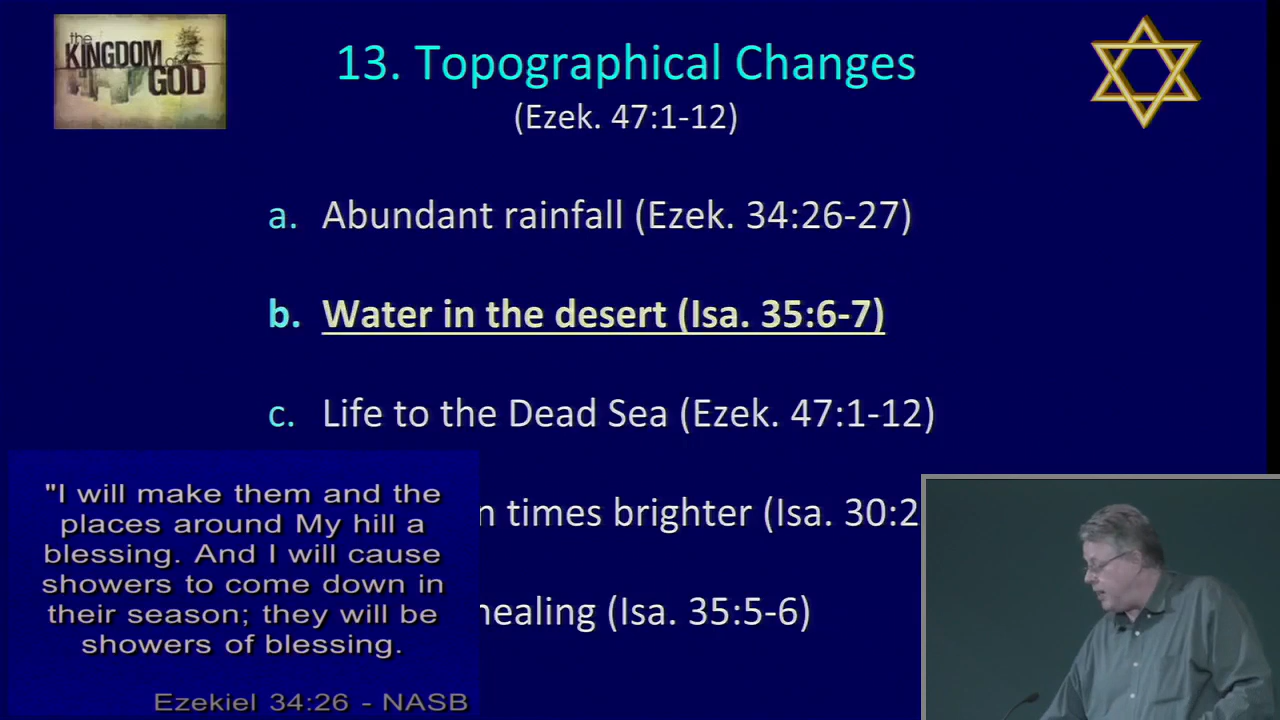 the
KINGDOM
of
GOD
13. Topographical Changes
(Ezek. 47:1-12)
a. Abundant rainfall (Ezek. 34:26-27)
b. Water in the desert (Isa. 35:6-7)
c. Life to the Dead Sea (Ezek. 47:1-12)
times brighter (Isa. 30:2
healing (Isa. 35:5-6)
"I will make them and the
places around My hill a
blessing. And I will cause
showers to come down in
their season; they will be
showers of blessing.
Ezekiel 34:26 - NASB